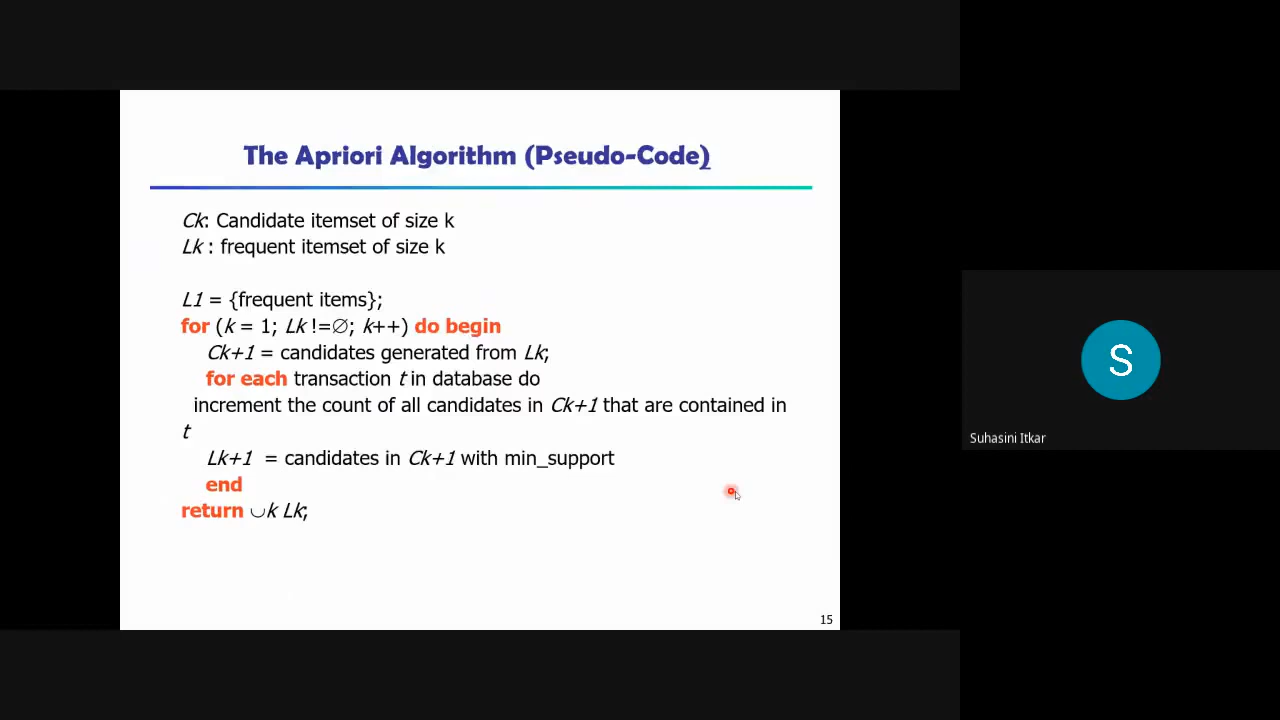 The Apriori Algorithm (Pseudo-Code)
Ck: Candidate itemset of size k
Lk : frequent itemset of size k
L1 = {frequent items};
for (k = 1; Lk !=∅; k++) do begin
Ck+1 = candidates generated from Lk;
for each transaction t in database do
increment the count of all candidates in Ck+1 that are contained in
t
Lk+1 = candidates in Ck+1 with min_support
end
return ∪k Lk;
15
S
Suhasini Itkar